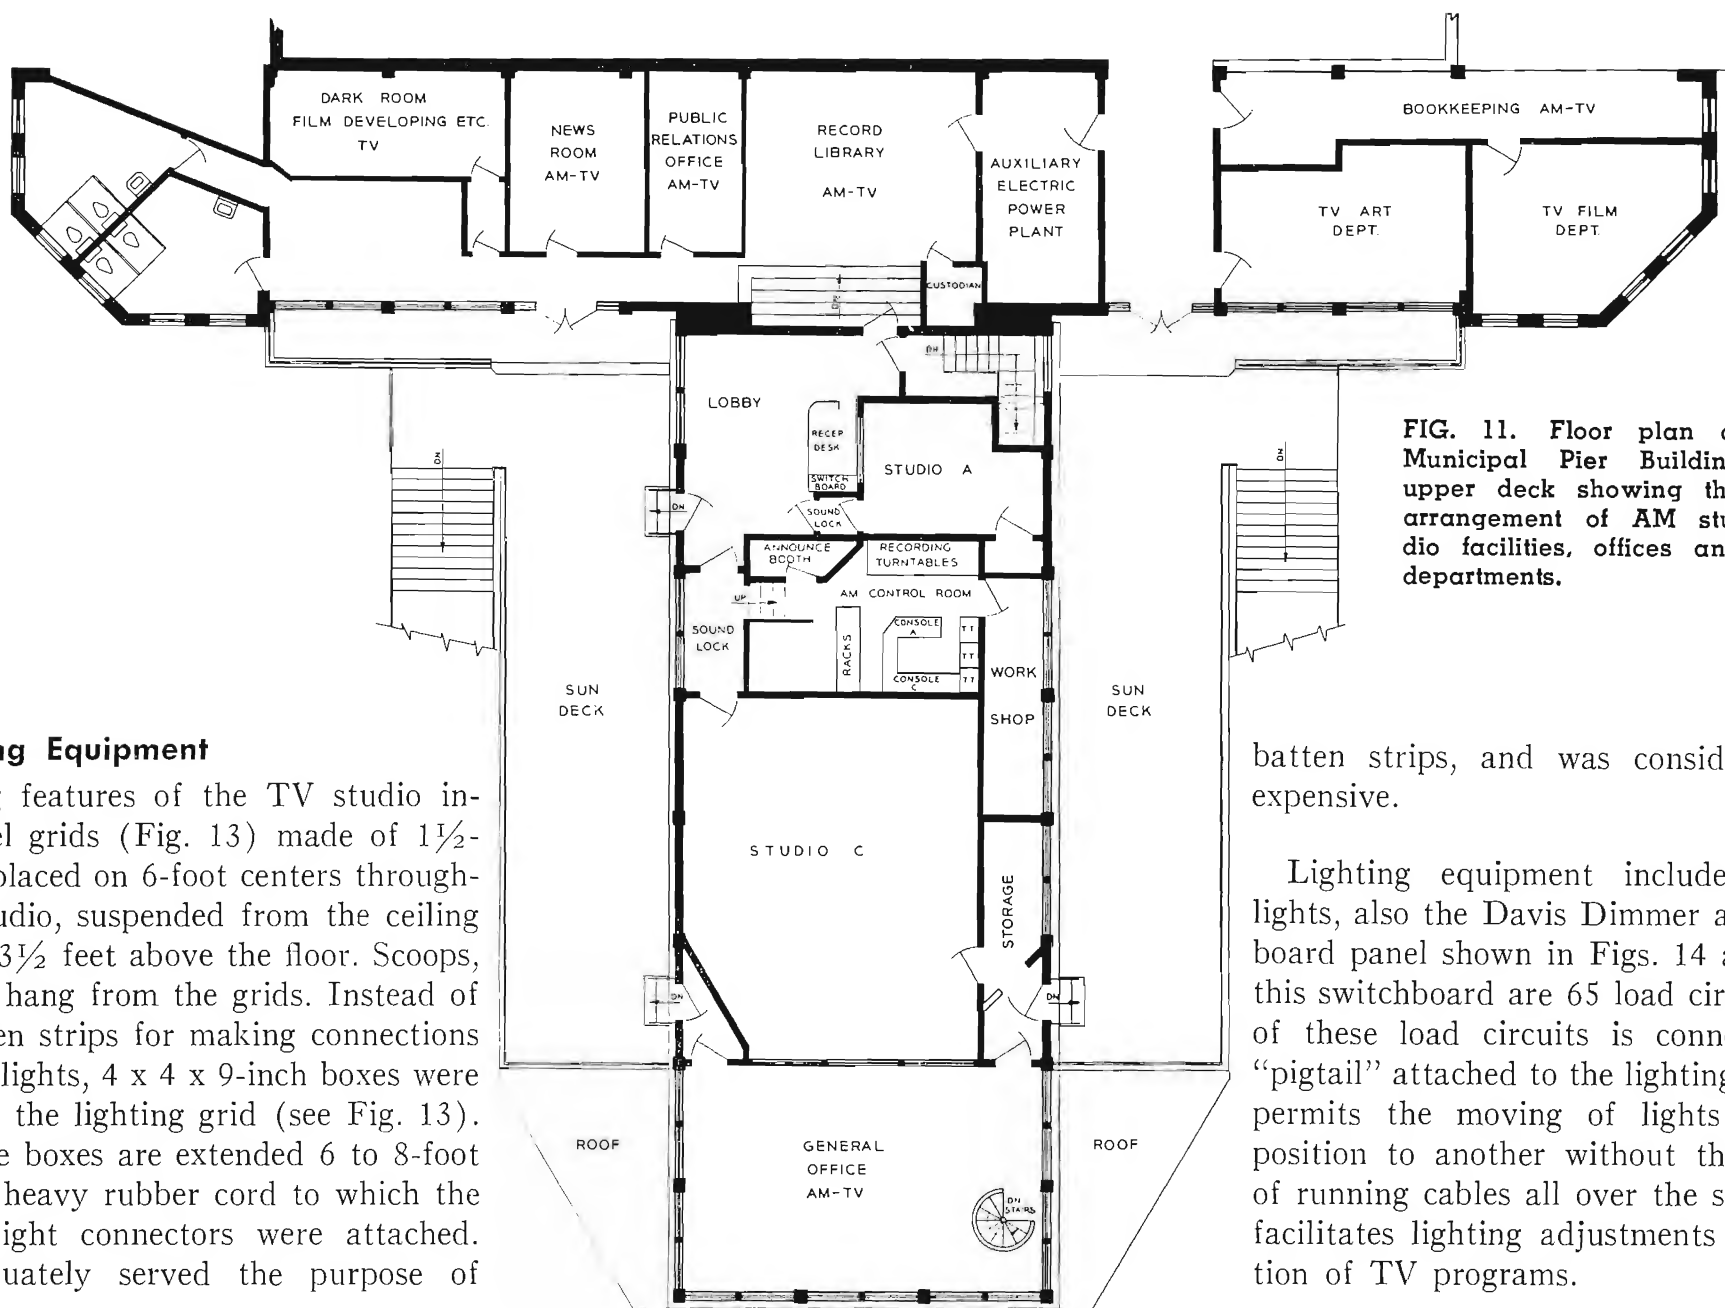 DARK ROOM
FILM DEVELOPING ETC.
TV
NEWS
ROOM
AM-TV
PUBLIC
RELATIONS
OFFICE
AM-TV
RECORD
LIBRARY
AM-TV
AUXILIARY
ELECTRIC
POWER
PLANT
BOOKKEEPING AM-TV
TV ART
DEPT.
TV FILM
DEPT.
CUSTODIAN
DN
DN
LOBBY
RECEP
DESK
SWITCH
BOARD
STUDIO A
SOUND
LOCK
DN
DN
DN
ANNOUNCE
BOOTH
RECORDING
TURNTABLES
AM CONTROL ROOM
UP
SOUND
LOCK
RACKS
CONSOLE
A
CONSOLE
C
TT
TT
TT
WORK
SHOP
SUN
DECK
SUN
DECK
STUDIO C
STORAGE
DN
DN
ROOF
ROOF
GENERAL
OFFICE
AM-TV
DN
STAIRS
FIG. 11. Floor plan
Municipal Pier Buildin
upper deck showing th
arrangement of AM stu
dio facilities, offices an
departments.
ng Equipment
g features of the TV studio in-
el grids (Fig. 13) made of 1½-
placed on 6-foot centers through-
udio, suspended from the ceiling
3½ feet above the floor. Scoops,
hang from the grids. Instead of
en strips for making connections
lights, 4 x 4 x 9-inch boxes were
the lighting grid (see Fig. 13).
e boxes are extended 6 to 8-foot
heavy rubber cord to which the
ight connectors were attached.
uately served the purpose of
batten strips, and was consid
expensive.
Lighting equipment include
lights, also the Davis Dimmer a
board panel shown in Figs. 14 a
this switchboard are 65 load cir
of these load circuits is conn
"pigtail" attached to the lighting
permits the moving of lights
position to another without th
of running cables all over the s
facilitates lighting adjustments
tion of TV programs.